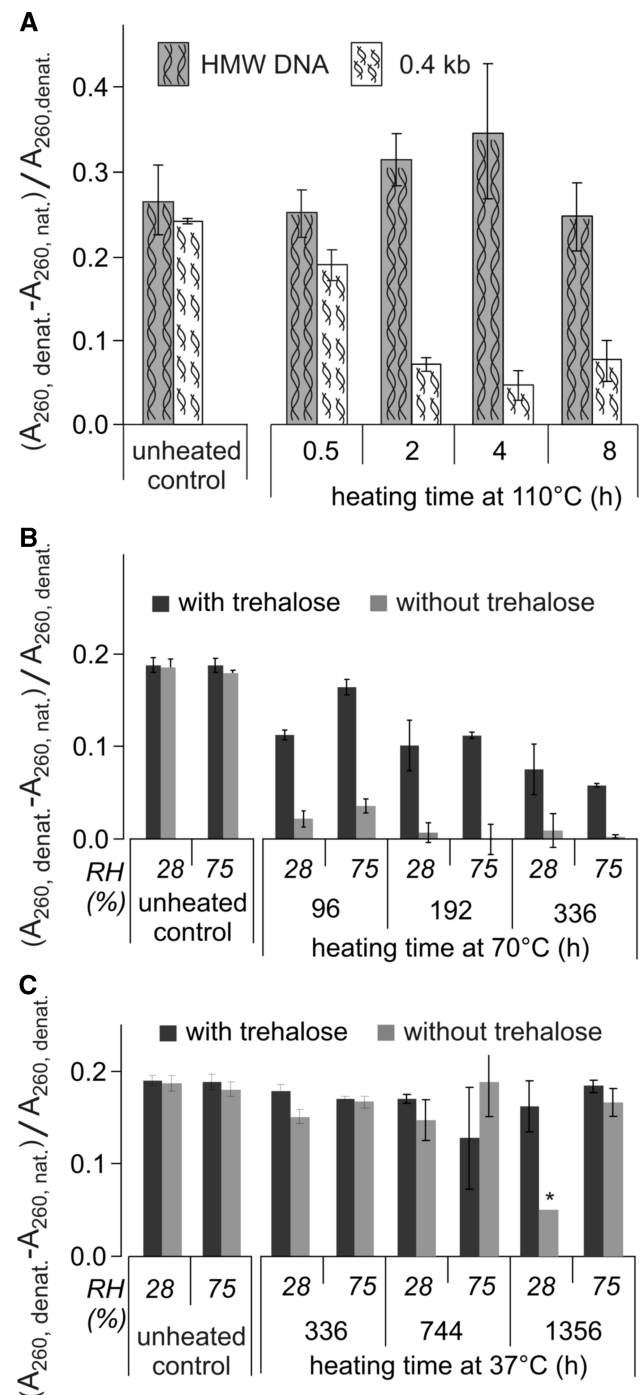 A
(A260, denat.-A260, nat.) / A260,denat.
HMW DNA 0.4 kb
0.4
0.3
0.2
0.1
0.0
unheated control 0.5 2 4 8
heating time at 110°C (h)
B
(A260, denat.-A260, nat.) / A260, denat.
with trehalose without trehalose
0.2
0.1
0.0
RH (%) 28 75 28 75 28 75 28 75
unheated control 96 192 336
heating time at 70°C (h)
C
(A260, denat.-A260, nat.) / A260, denat.
with trehalose without trehalose
0.2
0.1
*
0.0
RH (%) 28 75 28 75 28 75 28 75
unheated control 336 744 1356
heating time at 37°C (h)